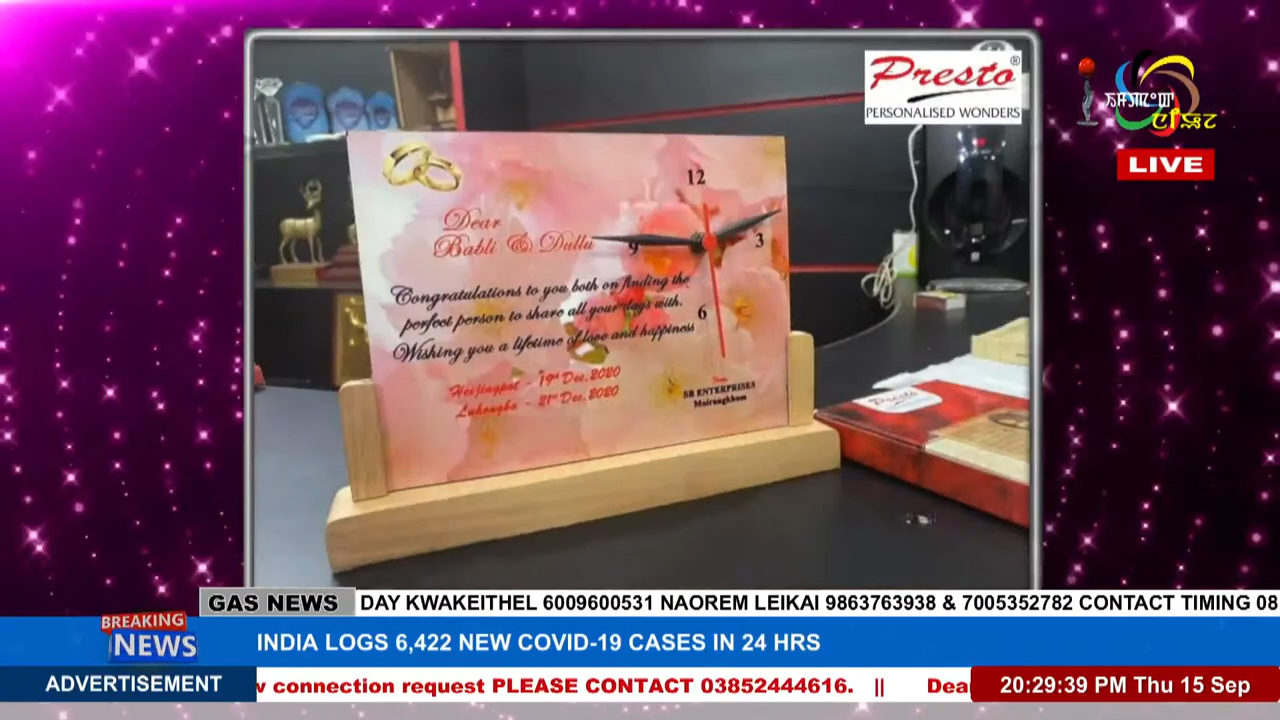 Presto®
PERSONALISED WONDERS
LIVE
12
3
6
9
Dear
Babli & Dullu
Congratulations to you both on finding the
perfect person to share all your days with.
Wishing you a lifetime of love and happiness
Heijingpot - 19th Dec, 2020
Luhongba - 21st Dec, 2020
From
SB ENTERPRISES
Moirangkhom
Presto
GAS NEWS
DAY KWAKEITHEL 6009600531 NAOREM LEIKAI 9863763938 & 7005352782 CONTACT TIMING 08
BREAKING
NEWS
INDIA LOGS 6,422 NEW COVID-19 CASES IN 24 HRS
ADVERTISEMENT
connection request PLEASE CONTACT 03852444616. || Dea
20:29:39 PM Thu 15 Sep